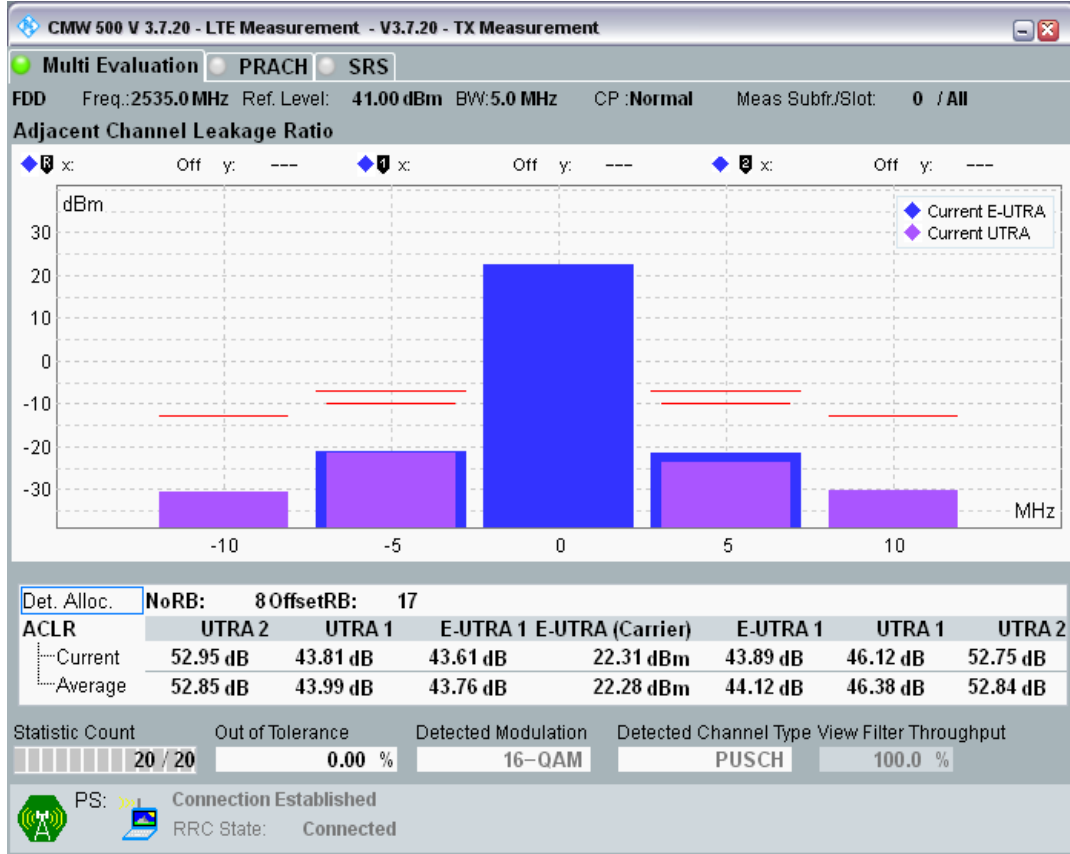 CMW 500 V 3.7.20 - LTE Measurement - V3.7.20 - TX Measurement
Multi Evaluation PRACH SRS
FDD Freq.:2535.0 MHz Ref. Level: 41.00 dBm BW:5.0 MHz CP :Normal Meas Subfr./Slot: 0 / All
Adjacent Channel Leakage Ratio
R x: Off y: --- 1 x: Off y: --- 2 x: Off y: ---
dBm
Current E-UTRA
Current UTRA
30
20
10
0
-10
-20
-30
MHz
-10 -5 0 5 10
Det. Alloc. NoRB: 8 OffsetRB: 17
ACLR UTRA 2 UTRA 1 E-UTRA 1 E-UTRA (Carrier) E-UTRA 1 UTRA 1 UTRA 2
Current 52.95 dB 43.81 dB 43.61 dB 22.31 dBm 43.89 dB 46.12 dB 52.75 dB
Average 52.85 dB 43.99 dB 43.76 dB 22.28 dBm 44.12 dB 46.38 dB 52.84 dB
Statistic Count Out of Tolerance Detected Modulation Detected Channel Type View Filter Throughput
20 / 20 0.00 % 16-QAM PUSCH 100.0 %
PS: Connection Established
RRC State: Connected